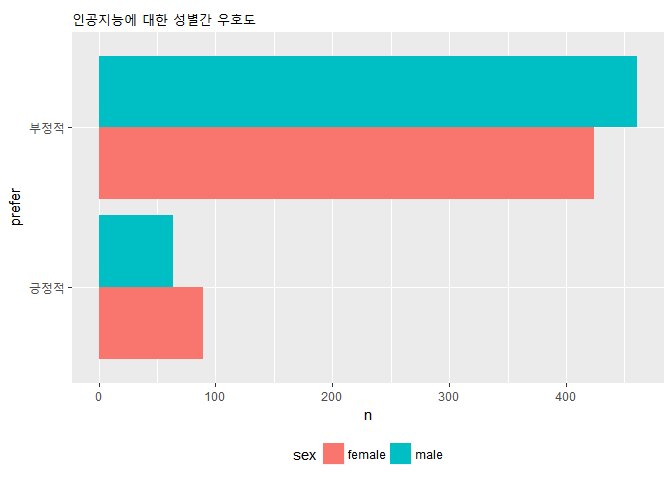 인공지능에 대한 성별간 우호도
prefer
부정적
긍정적
0 100 200 300 400
n
sex female male